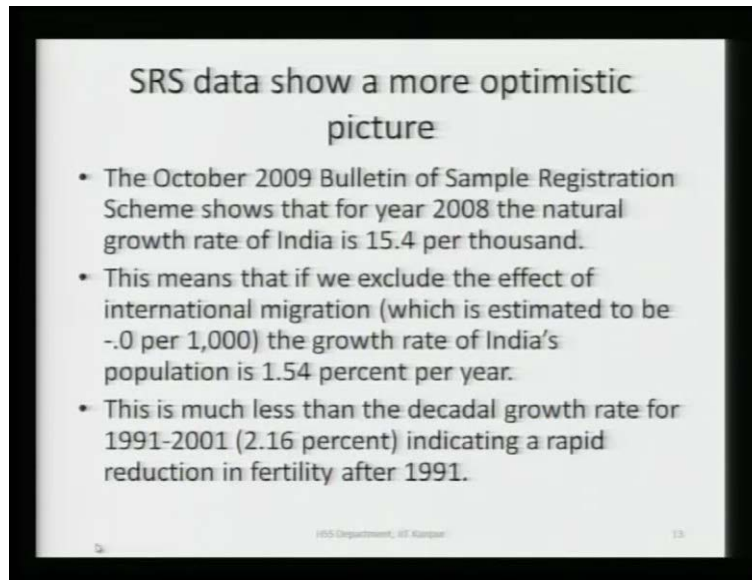 SRS data show a more optimistic
picture
• The October 2009 Bulletin of Sample Registration
Scheme shows that for year 2008 the natural
growth rate of India is 15.4 per thousand.
• This means that if we exclude the effect of
international migration (which is estimated to be
-.0 per 1,000) the growth rate of India's
population is 1.54 percent per year.
• This is much less than the decadal growth rate for
1991-2001 (2.16 percent) indicating a rapid
reduction in fertility after 1991.
HSS Department, IIT Kanpur
13